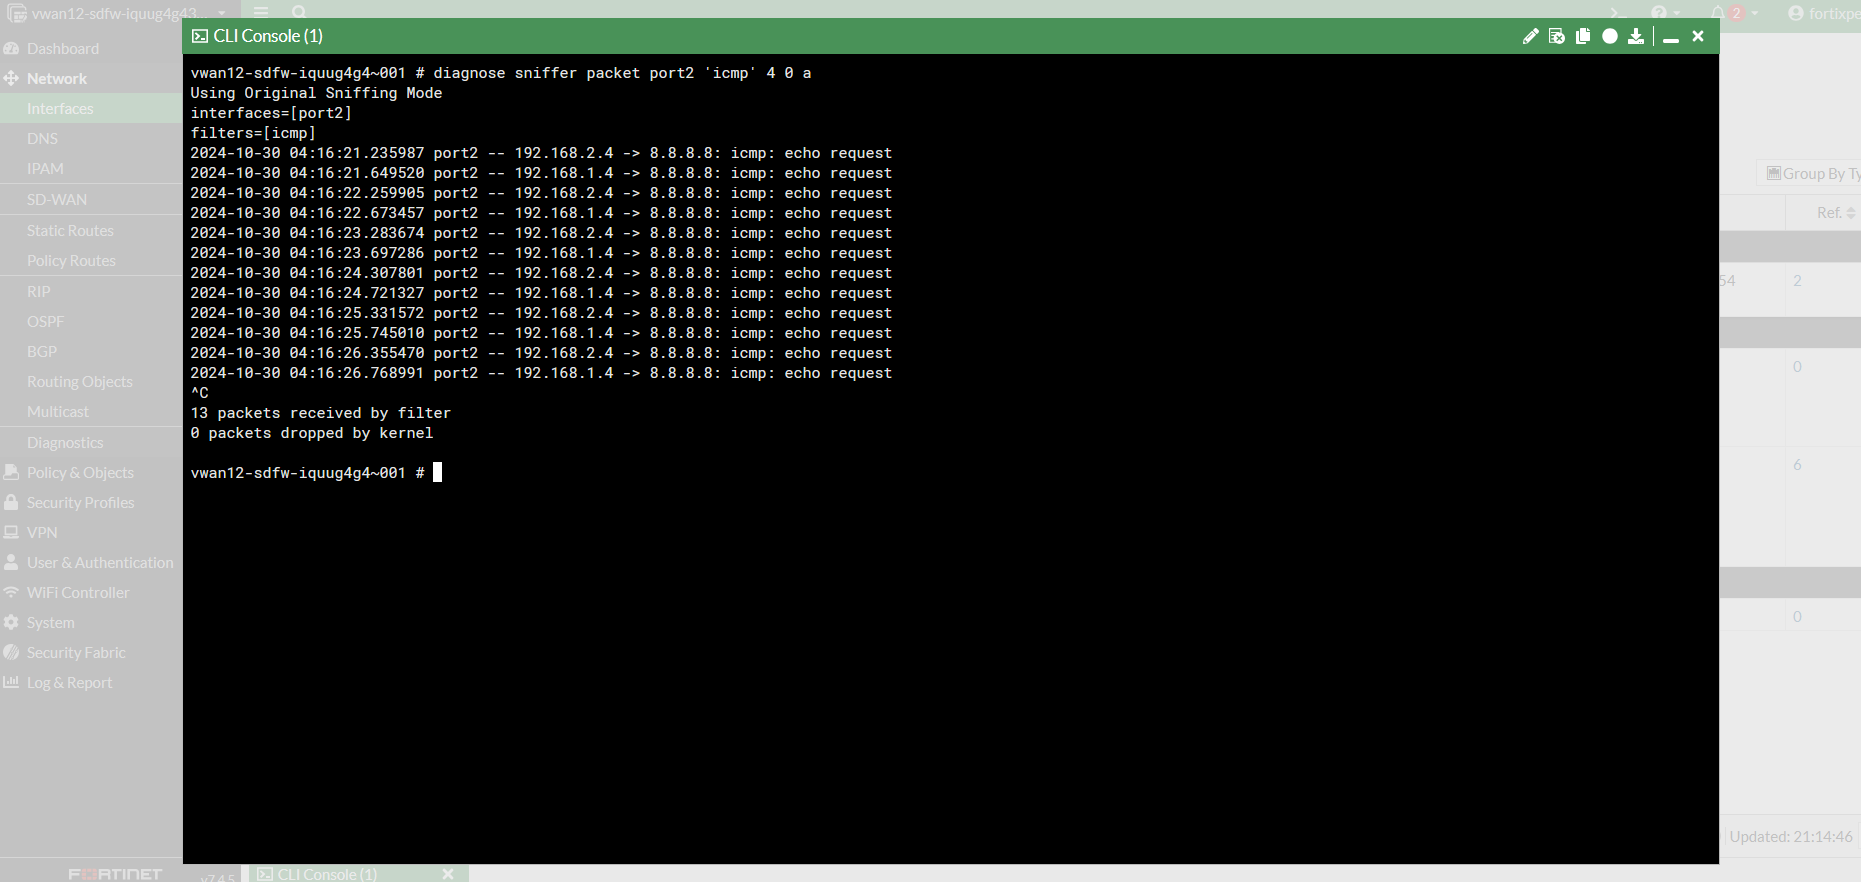 vwan12-sdfw-iquug4g43...
2
fortixpe
CLI Console (1)
Dashboard
Network
Interfaces
DNS
IPAM
SD-WAN
Static Routes
Policy Routes
RIP
OSPF
BGP
Routing Objects
Multicast
Diagnostics
Policy & Objects
Security Profiles
VPN
User & Authentication
WiFi Controller
System
Security Fabric
Log & Report
FORTINET
v7.4.5
vwan12-sdfw-iquug4g4~001 # diagnose sniffer packet port2 'icmp' 4 0 a
Using Original Sniffing Mode
interfaces=[port2]
filters=[icmp]
2024-10-30 04:16:21.235987 port2 -- 192.168.2.4 -> 8.8.8.8: icmp: echo request
2024-10-30 04:16:21.649520 port2 -- 192.168.1.4 -> 8.8.8.8: icmp: echo request
2024-10-30 04:16:22.259905 port2 -- 192.168.2.4 -> 8.8.8.8: icmp: echo request
2024-10-30 04:16:22.673457 port2 -- 192.168.1.4 -> 8.8.8.8: icmp: echo request
2024-10-30 04:16:23.283674 port2 -- 192.168.2.4 -> 8.8.8.8: icmp: echo request
2024-10-30 04:16:23.697286 port2 -- 192.168.1.4 -> 8.8.8.8: icmp: echo request
2024-10-30 04:16:24.307801 port2 -- 192.168.2.4 -> 8.8.8.8: icmp: echo request
2024-10-30 04:16:24.721327 port2 -- 192.168.1.4 -> 8.8.8.8: icmp: echo request
2024-10-30 04:16:25.331572 port2 -- 192.168.2.4 -> 8.8.8.8: icmp: echo request
2024-10-30 04:16:25.745010 port2 -- 192.168.1.4 -> 8.8.8.8: icmp: echo request
2024-10-30 04:16:26.355470 port2 -- 192.168.2.4 -> 8.8.8.8: icmp: echo request
2024-10-30 04:16:26.768991 port2 -- 192.168.1.4 -> 8.8.8.8: icmp: echo request
^C
13 packets received by filter
0 packets dropped by kernel
vwan12-sdfw-iquug4g4~001 #
Group By Ty
Ref.
54 2
0
6
0
Updated: 21:14:46
CLI Console (1)